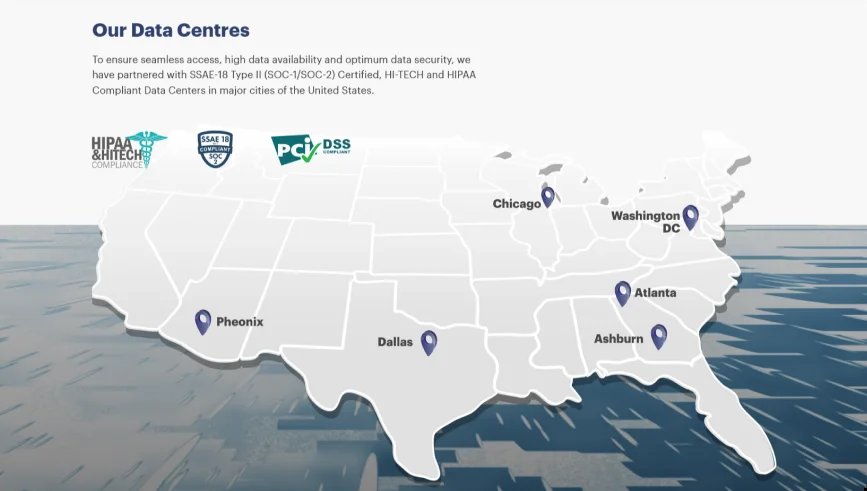 Our Data Centres
To ensure seamless access, high data availability and optimum data security, we
have partnered with SSAE-18 Type II (SOC-1/SOC-2) Certified, HI-TECH and HIPAA
Compliant Data Centers in major cities of the United States.
HIPAA
&HITECH
COMPLIANCE
SSAE 18
COMPLIANT
SOC
2
PCi
DSS
COMPLIANT
Chicago
Washington
DC
Atlanta
Pheonix
Dallas
Ashburn